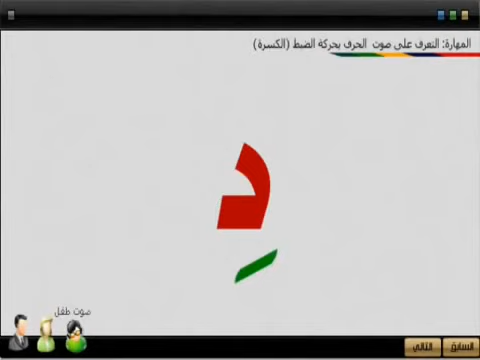 المهارة: التعرف على صوت الحرف بحركة الضبط (الكسرة)
دِ
صوت طفل
السابق
التالي